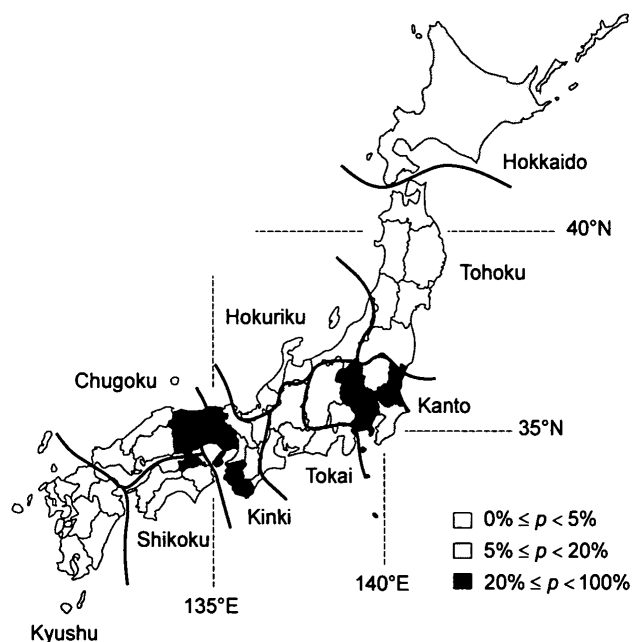 Hokkaido
40°N
Tohoku
Hokuriku
Chugoku
Kanto
35°N
Tokai
Kinki
Shikoku
0% ≤ p < 5%
5% ≤ p < 20%
20% ≤ p < 100%
140°E
135°E
Kyushu